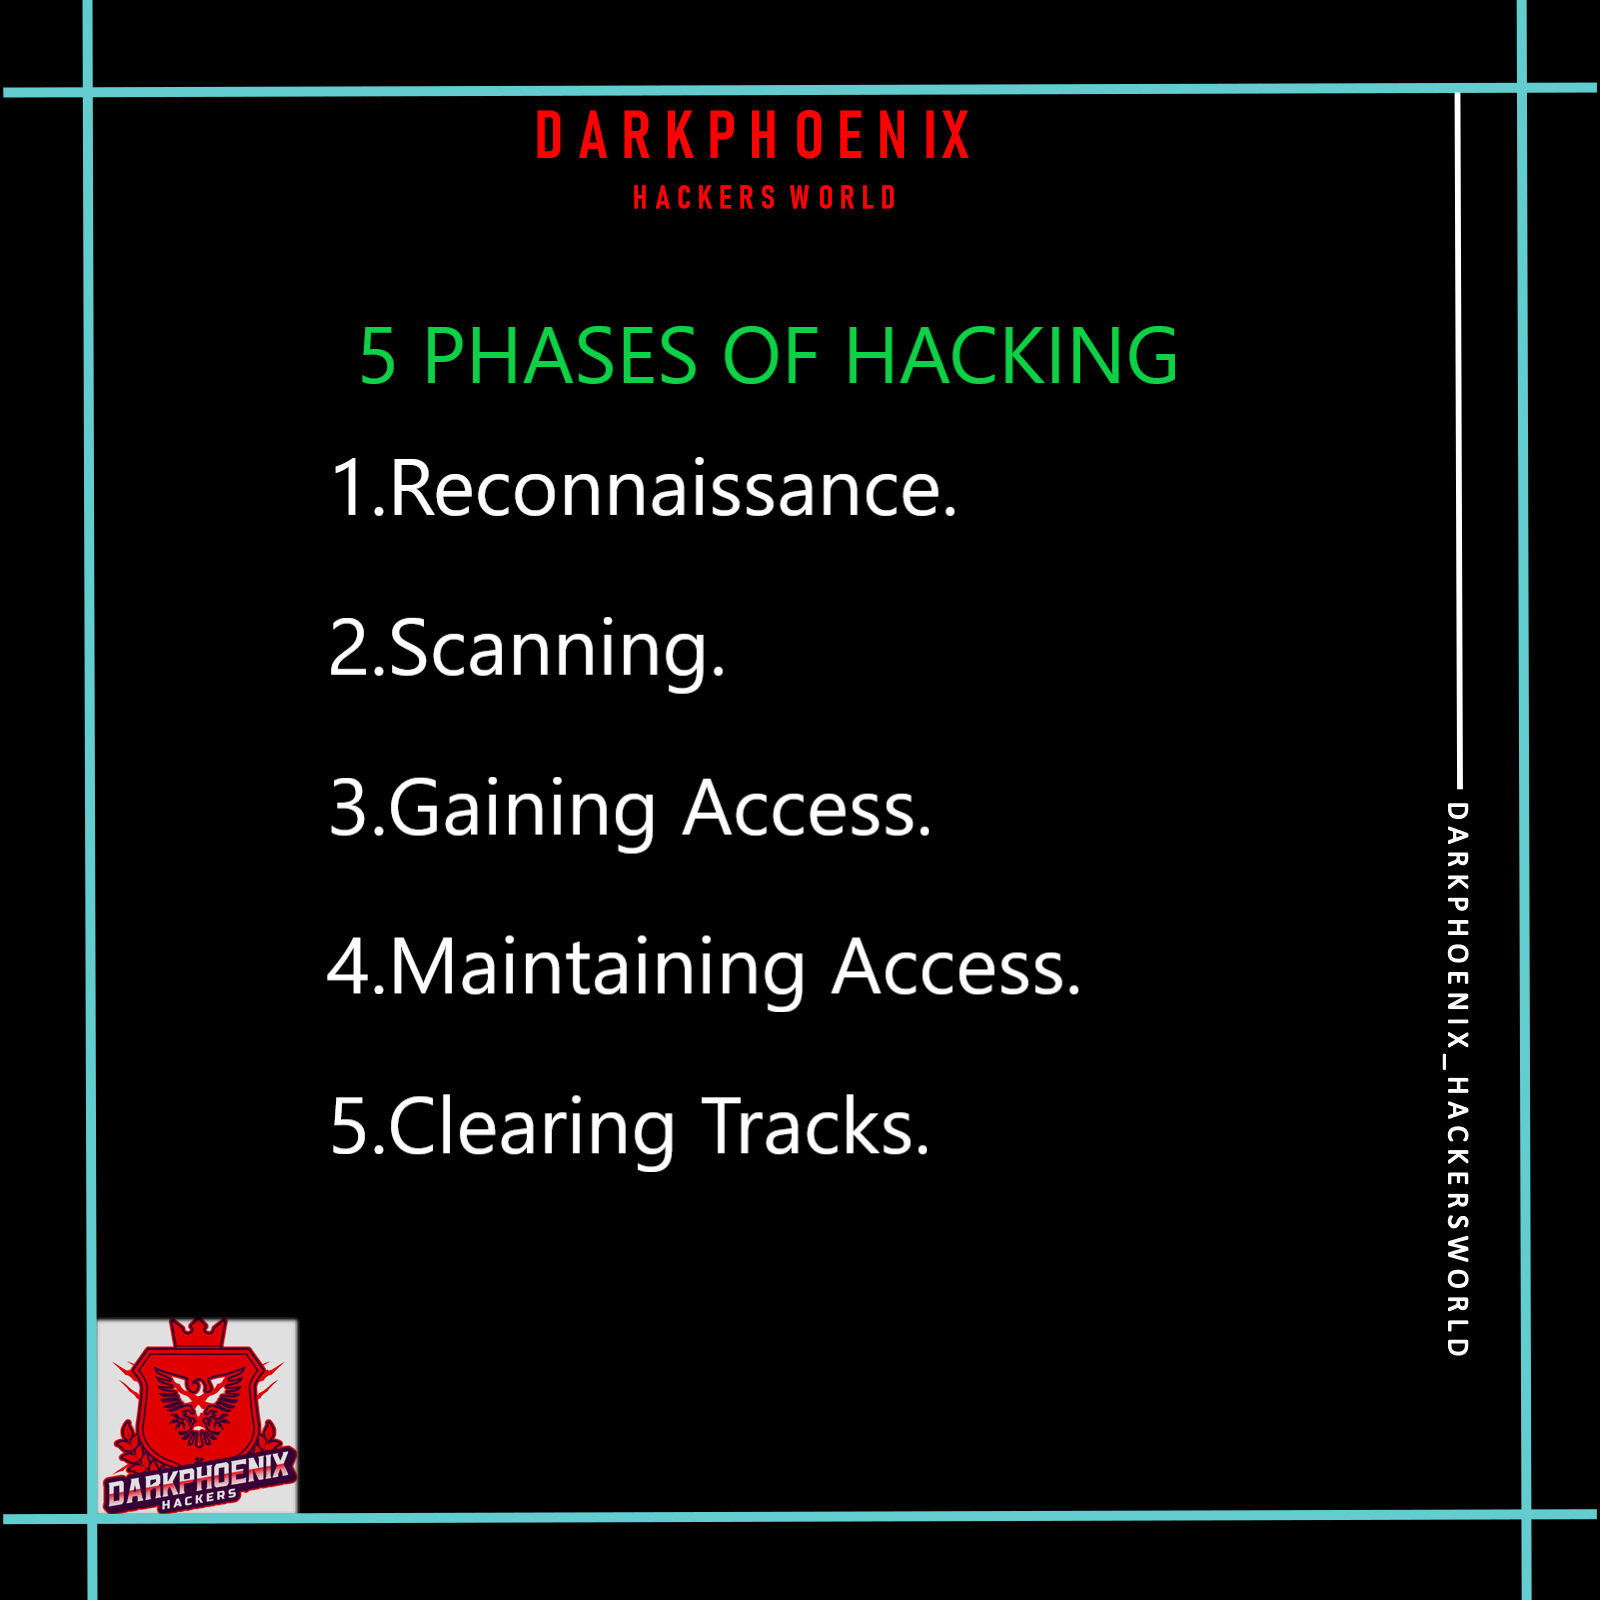 DARKPHOENIX
HACKERS WORLD
5 PHASES OF HACKING
1.Reconnaissance.
2.Scanning.
3.Gaining Access.
4.Maintaining Access.
5.Clearing Tracks.
DARKPHOENIX_HACKERSWORLD
DARKPHOENIX
HACKERS